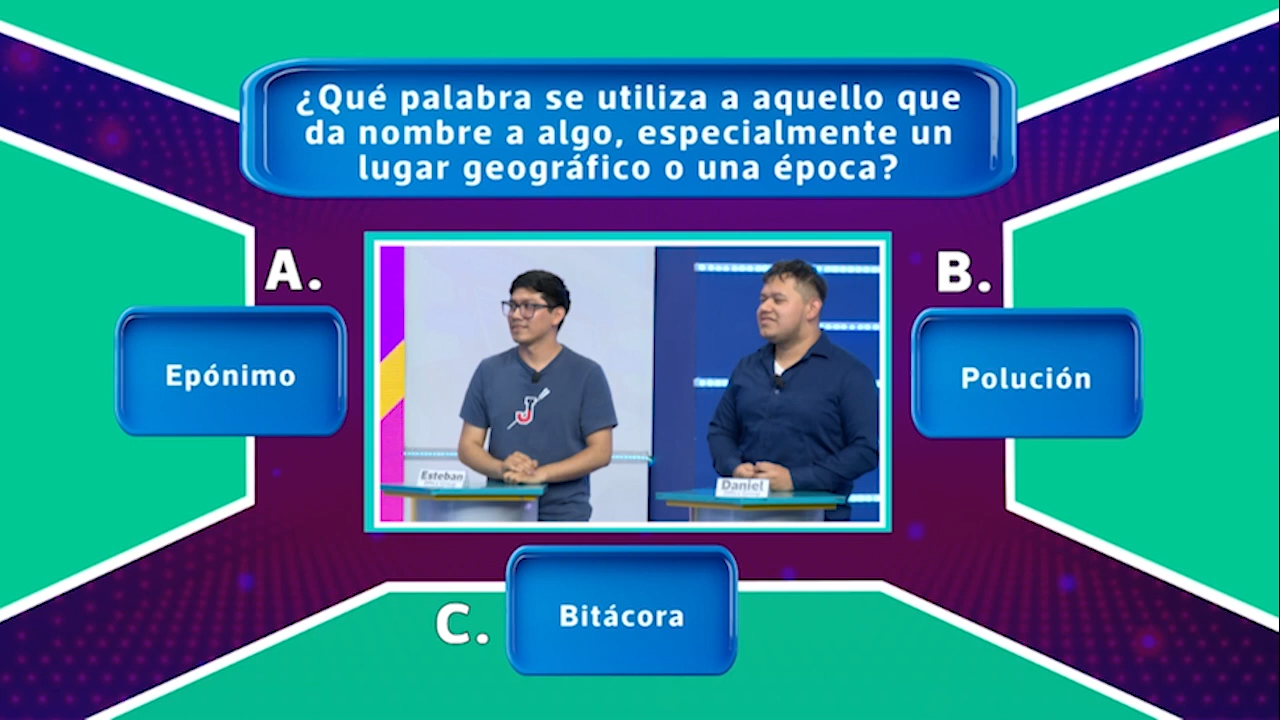 ¿Qué palabra se utiliza a aquello que
da nombre a algo, especialmente un
lugar geográfico o una época?
A.
Epónimo
B.
Polución
J
Esteban
Daniel
C.
Bitácora